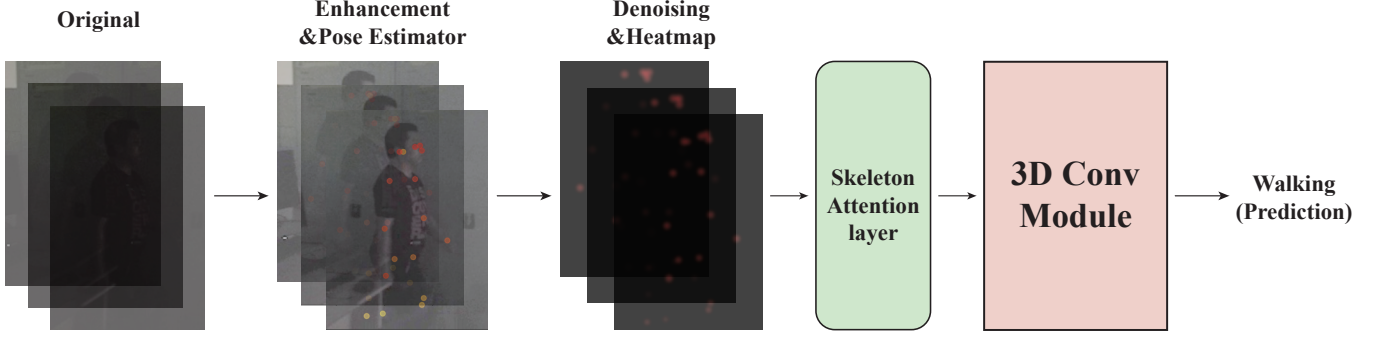 Original
Enhancement
&Pose Estimator
Denoising
&Heatmap
Skeleton
Attention
layer
3D Conv
Module
Walking
(Prediction)